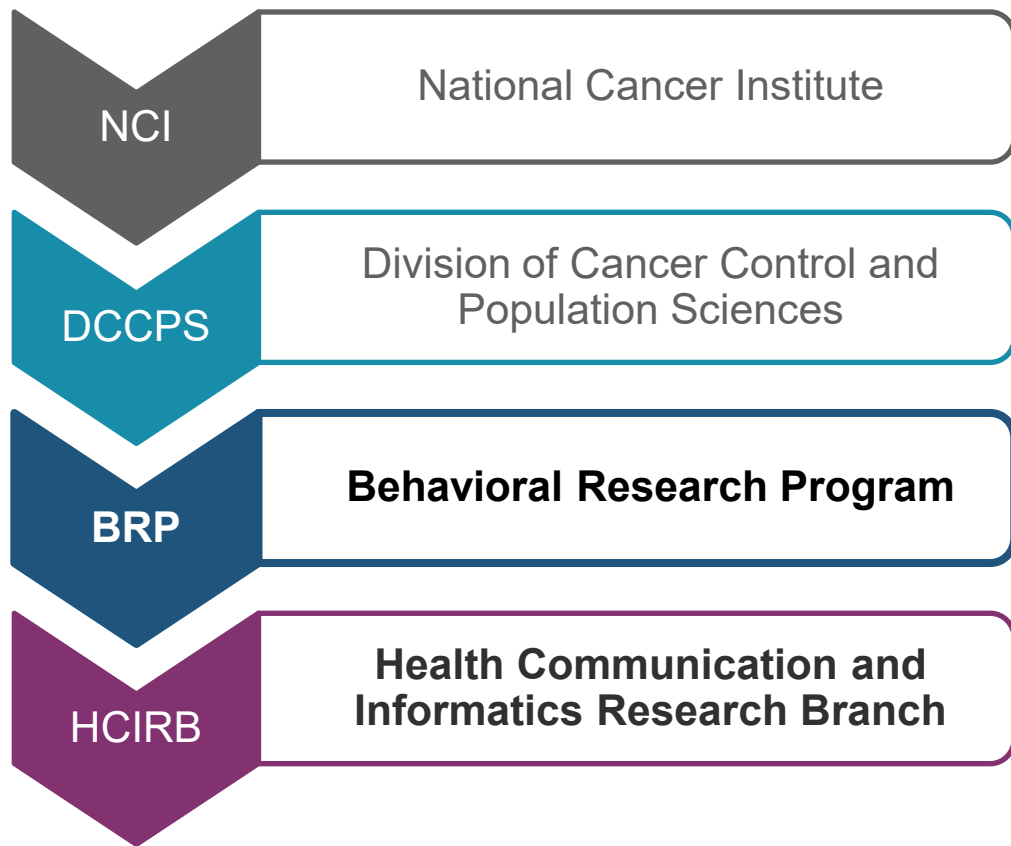 NCI
National Cancer Institute
DCCPS
Division of Cancer Control and
Population Sciences
BRP
Behavioral Research Program
HCIRB
Health Communication and
Informatics Research Branch